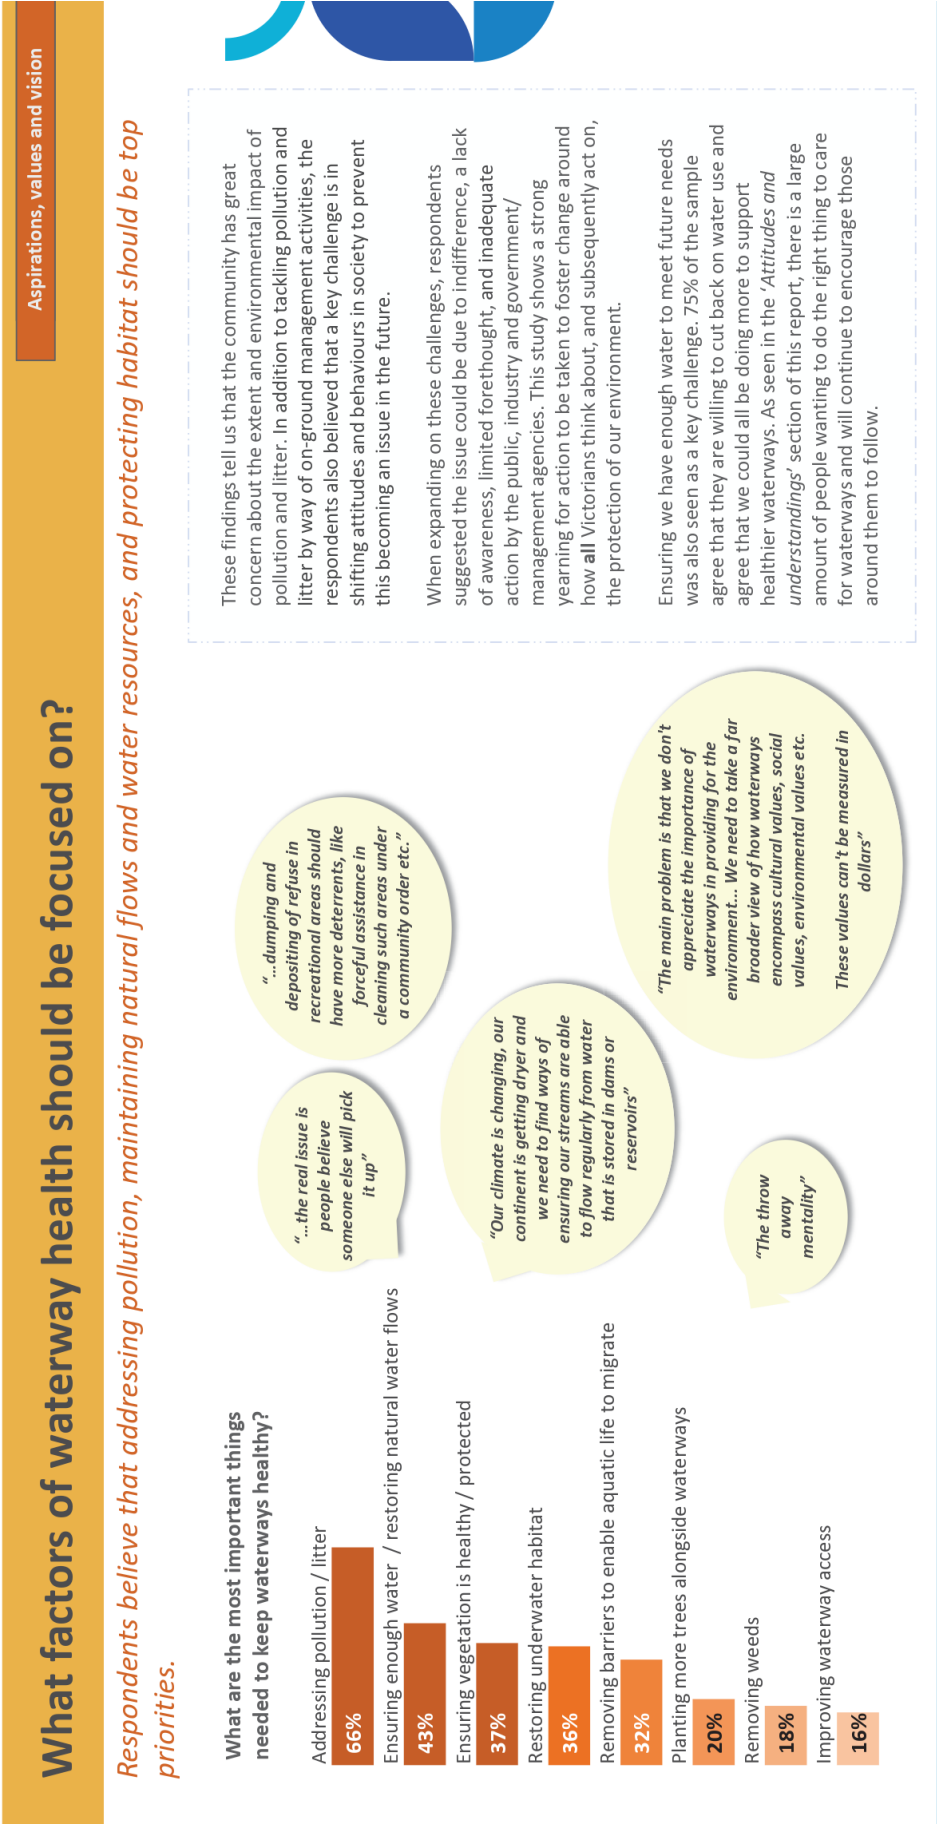 Aspirations, values and vision
What factors of waterway health should be focused on?
Respondents believe that addressing pollution, maintaining natural flows and water resources, and protecting habitat should be top
priorities.
What are the most important things
needed to keep waterways healthy?
Addressing pollution / litter
66%
Ensuring enough water / restoring natural water flows
43%
Ensuring vegetation is healthy / protected
37%
Restoring underwater habitat
36%
Removing barriers to enable aquatic life to migrate
32%
Planting more trees alongside waterways
20%
Removing weeds
18%
Improving waterway access
16%
“...the real issue is
people believe
someone else will pick
it up”
“...dumping and
depositing of refuse in
recreational areas should
have more deterrents, like
forceful assistance in
cleaning such areas under
a community order etc.”
“Our climate is changing, our
continent is getting dryer and
we need to find ways of
ensuring our streams are able
to flow regularly from water
that is stored in dams or
reservoirs”
“The throw
away
mentality”
“The main problem is that we don't
appreciate the importance of
waterways in providing for the
environment... We need to take a far
broader view of how waterways
encompass cultural values, social
values, environmental values etc.
These values can't be measured in
dollars”
These findings tell us that the community has great
concern about the extent and environmental impact of
pollution and litter. In addition to tackling pollution and
litter by way of on-ground management activities, the
respondents also believed that a key challenge is in
shifting attitudes and behaviours in society to prevent
this becoming an issue in the future.
When expanding on these challenges, respondents
suggested the issue could be due to indifference, a lack
of awareness, limited forethought, and inadequate
action by the public, industry and government/
management agencies. This study shows a strong
yearning for action to be taken to foster change around
how all Victorians think about, and subsequently act on,
the protection of our environment.
Ensuring we have enough water to meet future needs
was also seen as a key challenge. 75% of the sample
agree that they are willing to cut back on water use and
agree that we could all be doing more to support
healthier waterways. As seen in the ‘Attitudes and
understandings’ section of this report, there is a large
amount of people wanting to do the right thing to care
for waterways and will continue to encourage those
around them to follow.